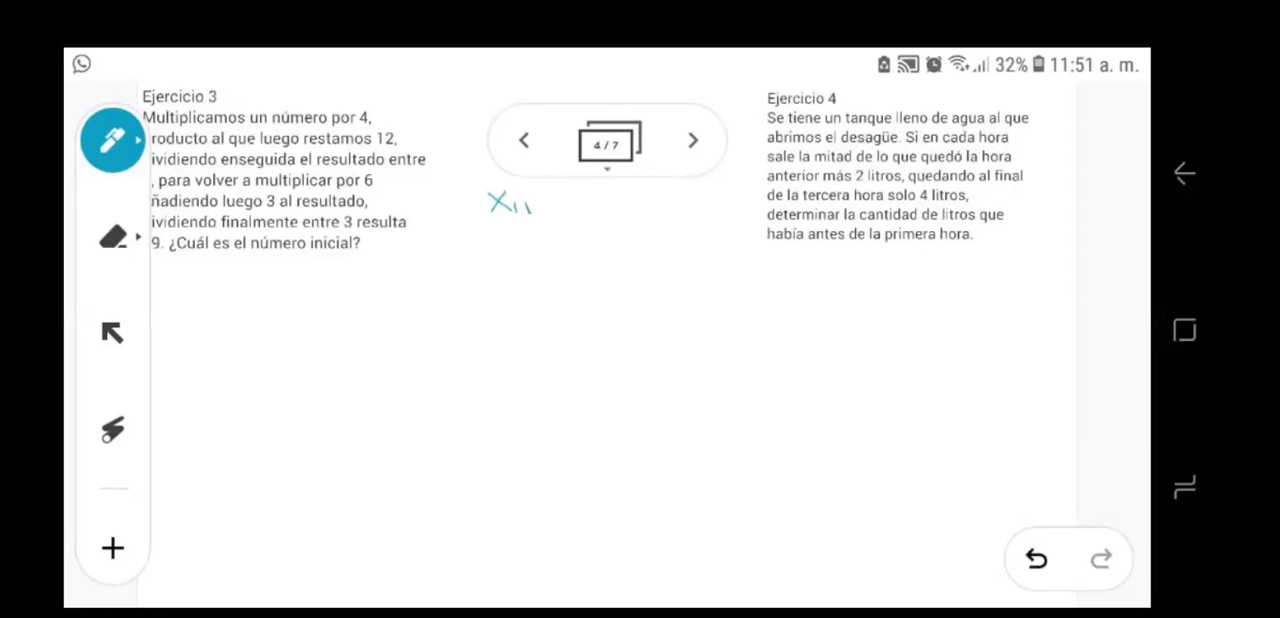 32% 11:51 a. m.
Ejercicio 3
Multiplicamos un número por 4,
roducto al que luego restamos 12,
ividiendo enseguida el resultado entre
, para volver a multiplicar por 6
ñadiendo luego 3 al resultado,
ividiendo finalmente entre 3 resulta
9. ¿Cuál es el número inicial?
4 / 7
Ejercicio 4
Se tiene un tanque lleno de agua al que
abrimos el desagüe. Si en cada hora
sale la mitad de lo que quedó la hora
anterior más 2 litros, quedando al final
de la tercera hora solo 4 litros,
determinar la cantidad de litros que
había antes de la primera hora.